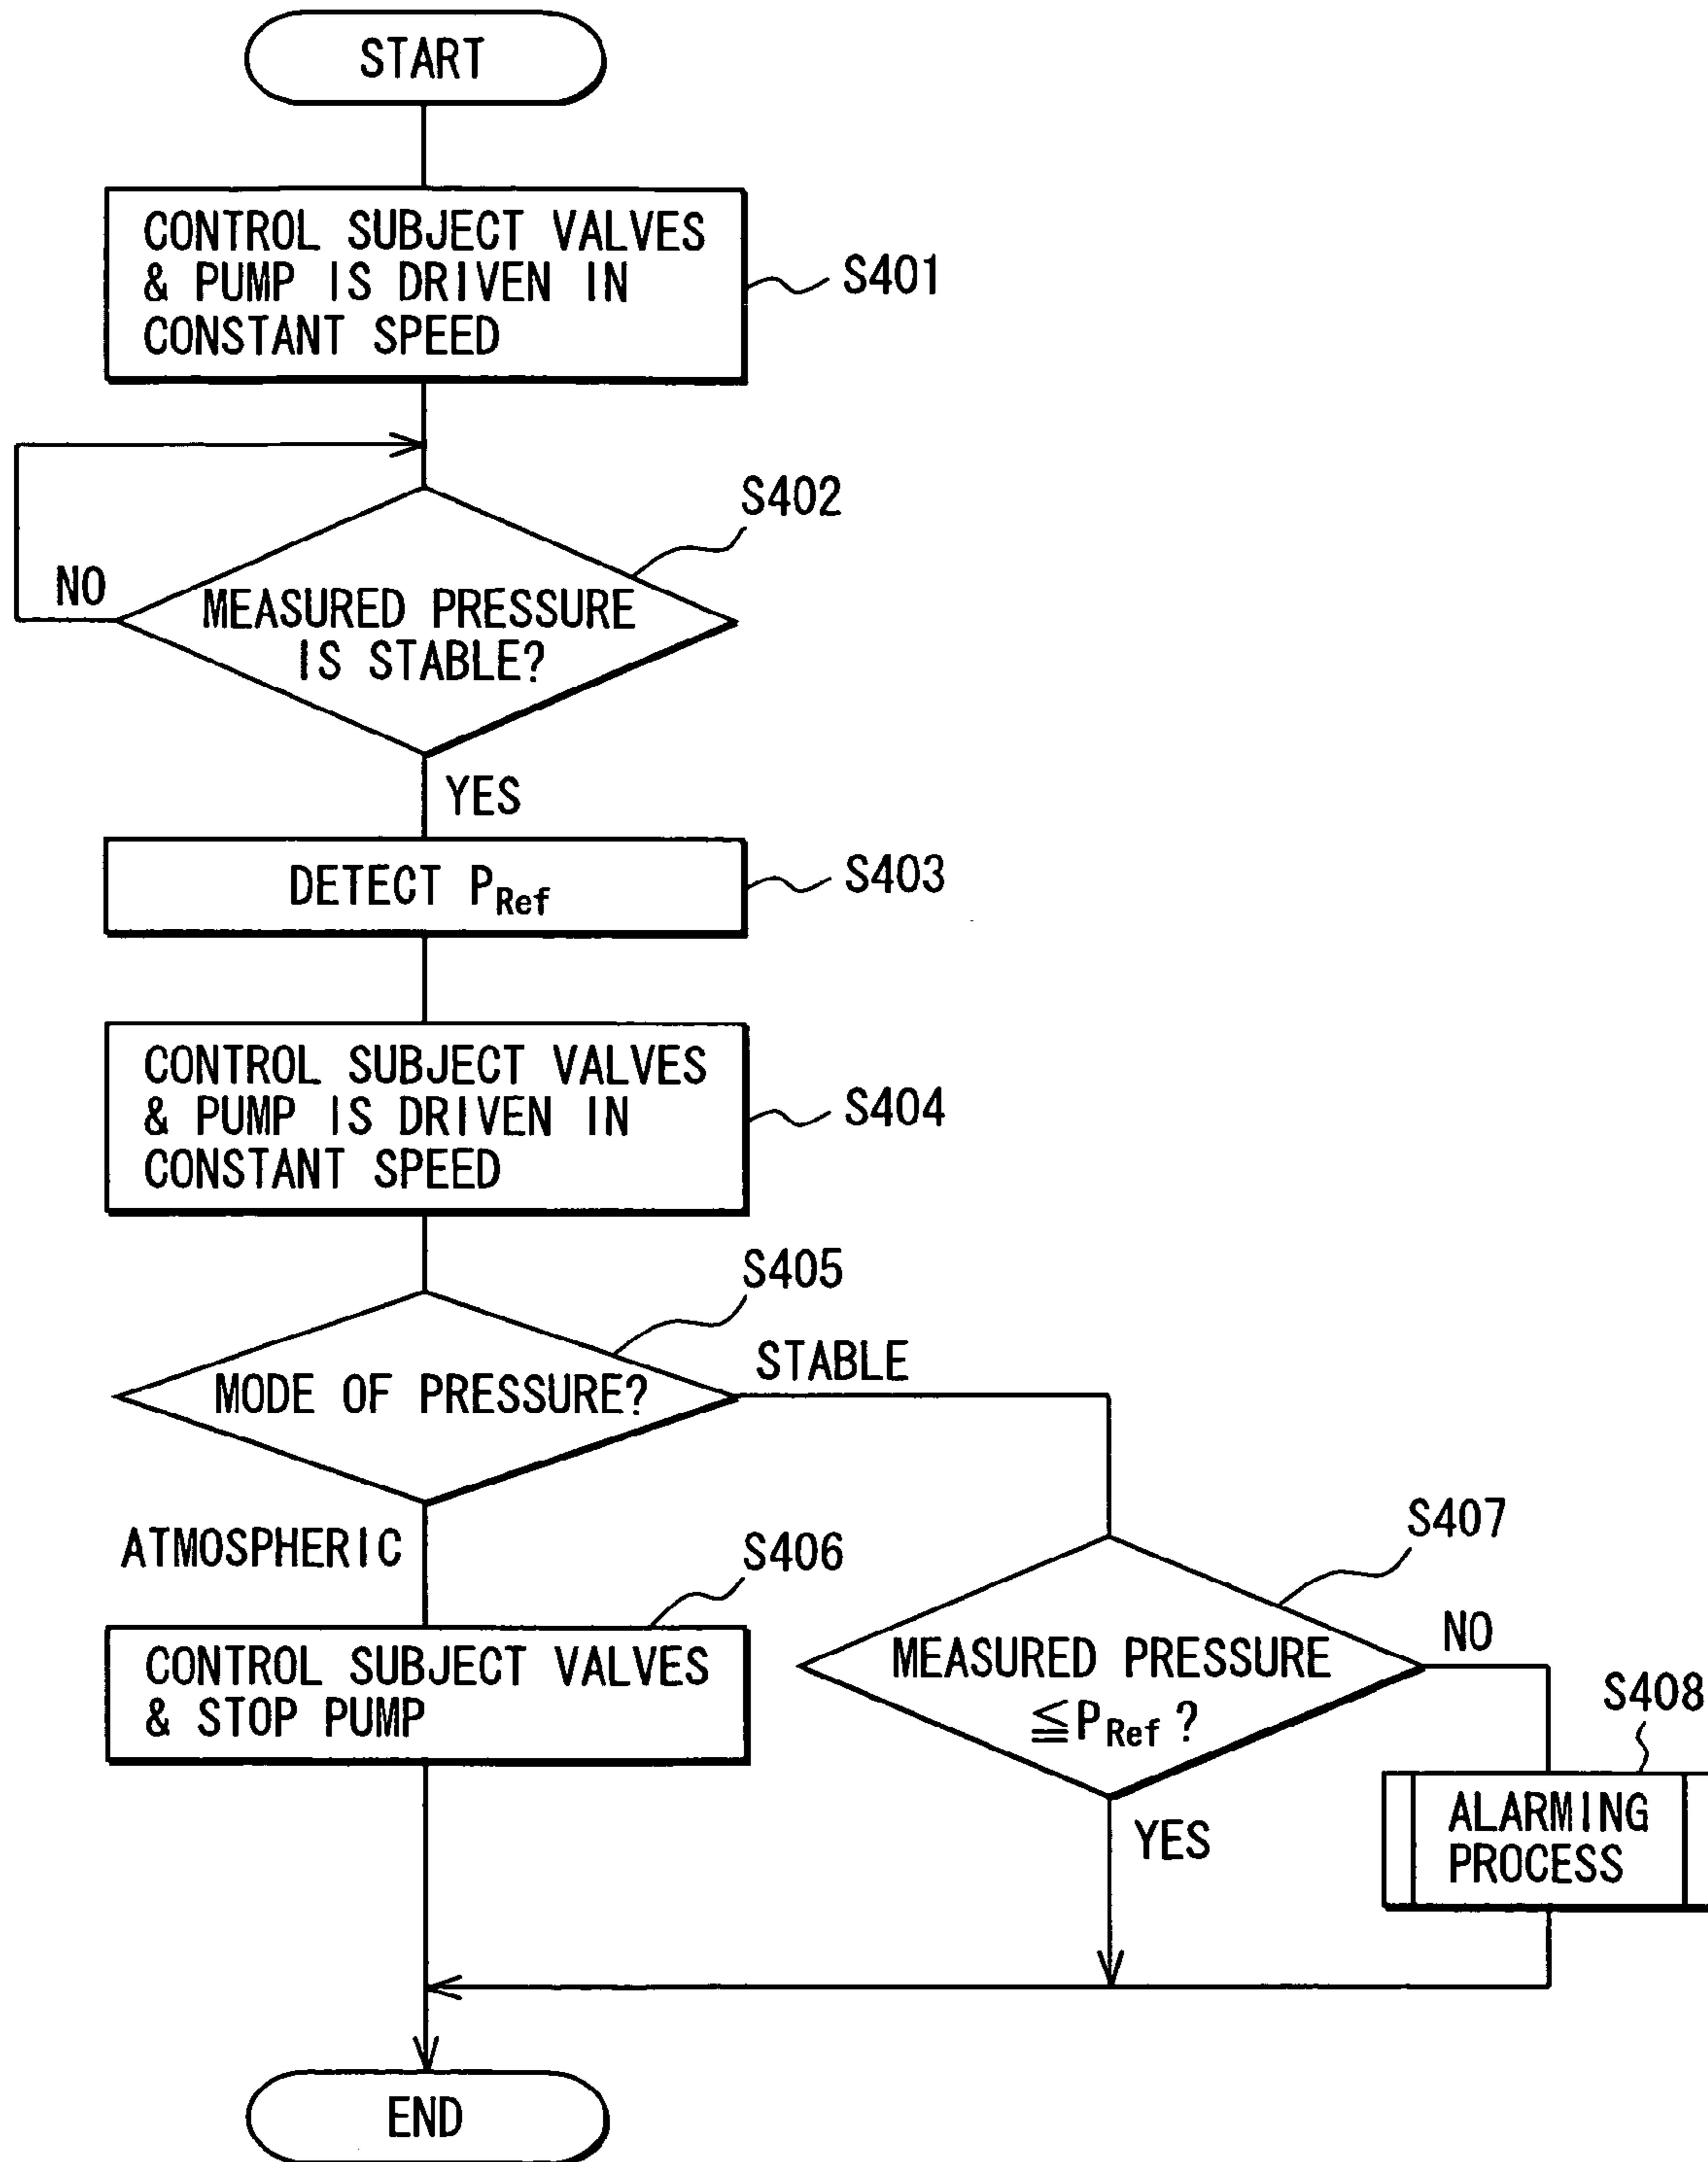 START
CONTROL SUBJECT VALVES
& PUMP IS DRIVEN IN
CONSTANT SPEED
S401
S402
NO
MEASURED PRESSURE
IS STABLE?
YES
DETECT PRef
S403
CONTROL SUBJECT VALVES
& PUMP IS DRIVEN IN
CONSTANT SPEED
S404
S405
STABLE
MODE OF PRESSURE?
ATMOSPHERIC
S406
CONTROL SUBJECT VALVES
& STOP PUMP
S407
MEASURED PRESSURE
≦PRef ?
NO
YES
S408
ALARMING
PROCESS
END